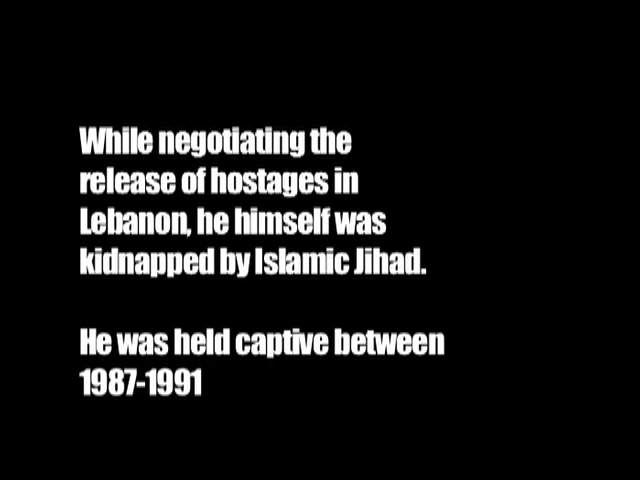 While negotiating the
release of hostages in
Lebanon, he himself was
kidnapped by Islamic Jihad.
He was held captive between
1987-1991